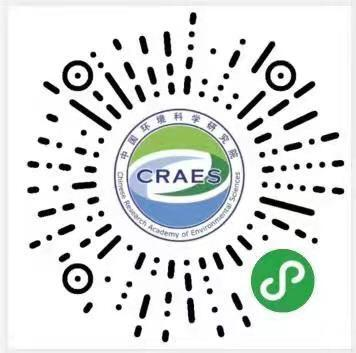 中国环境科学研究院
CRAES
Chinese Research Academy of Environmental Sciences